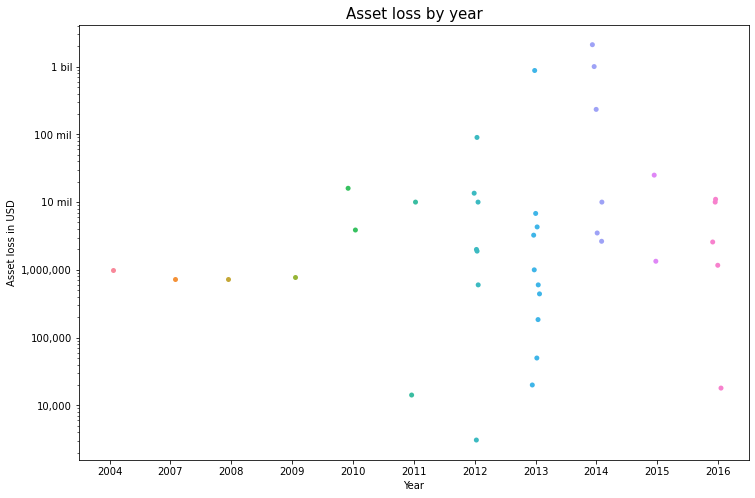 Asset loss by year
Asset loss in USD
1 bil
100 mil
10 mil
1,000,000
100,000
10,000
2004 2007 2008 2009 2010 2011 2012 2013 2014 2015 2016
Year